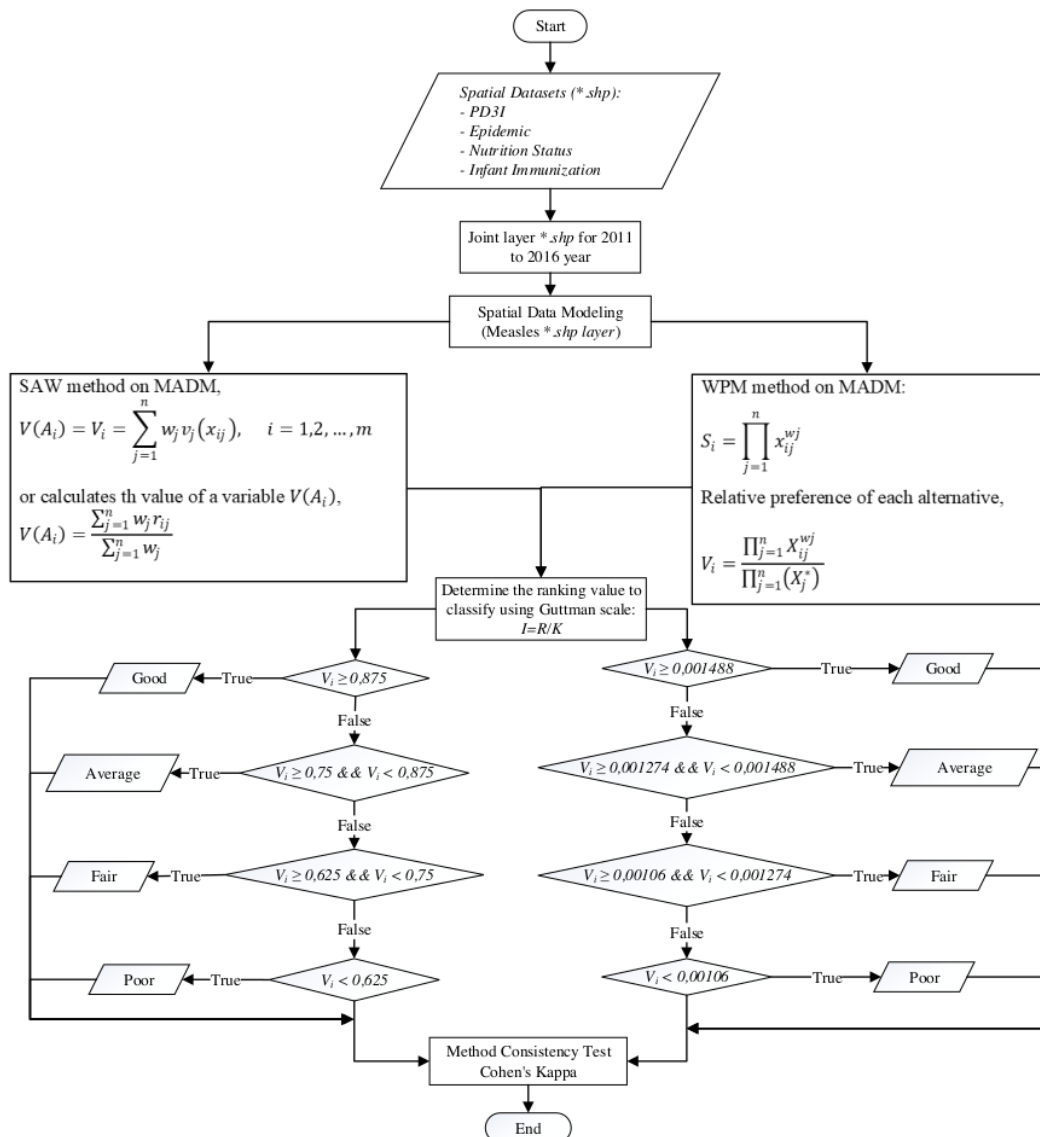 Start
Spatial Datasets (*.shp):
- PD3I
- Epidemic
- Nutrition Status
- Infant Immunization
Joint layer *.shp for 2011
to 2016 year
Spatial Data Modeling
(Measles *.shp layer)
SAW method on MADM,
V(A_i) = V_i = \sum_{j=1}^{n} w_j v_j(x_{ij}), i = 1,2, ..., m
or calculates th value of a variable V(A_i),
V(A_i) = \frac{\sum_{j=1}^{n} w_j r_{ij}}{\sum_{j=1}^{n} w_j}
WPM method on MADM:
S_i = \prod_{j=1}^{n} x_{ij}^{wj}
Relative preference of each alternative,
V_i = \frac{\prod_{j=1}^{n} X_{ij}^{wj}}{\prod_{j=1}^{n} (X_j^*)}
Determine the ranking value to
classify using Guttman scale:
I=R/K
Good
True
V_i ≥ 0,875
False
Average
True
V_i ≥ 0,75 && V_i < 0,875
False
Fair
True
V_i ≥ 0,625 && V_i < 0,75
False
Poor
True
V_i < 0,625
V_i ≥ 0,001488
True
Good
False
V_i ≥ 0,001274 && V_i < 0,001488
True
Average
False
V_i ≥ 0,00106 && V_i < 0,001274
True
Fair
False
V_i < 0,00106
True
Poor
Method Consistency Test
Cohen's Kappa
End